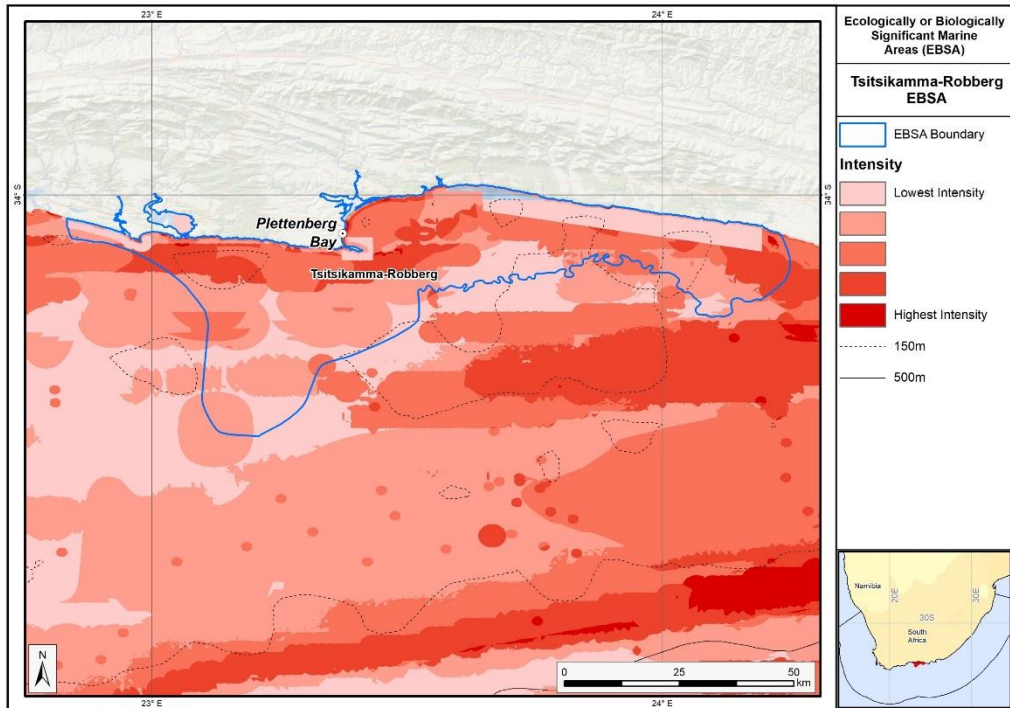 23° E
24° E
34° S
34° S
Plettenberg
Bay
Tsitsikamma-Robberg
N
0
25
50
km
23° E
24° E
Ecologically or Biologically
Significant Marine
Areas (EBSA)
Tsitsikamma-Robberg
EBSA
EBSA Boundary
Intensity
Lowest Intensity
Highest Intensity
150m
500m
Namibia
20E
30E
30S
South
Africa